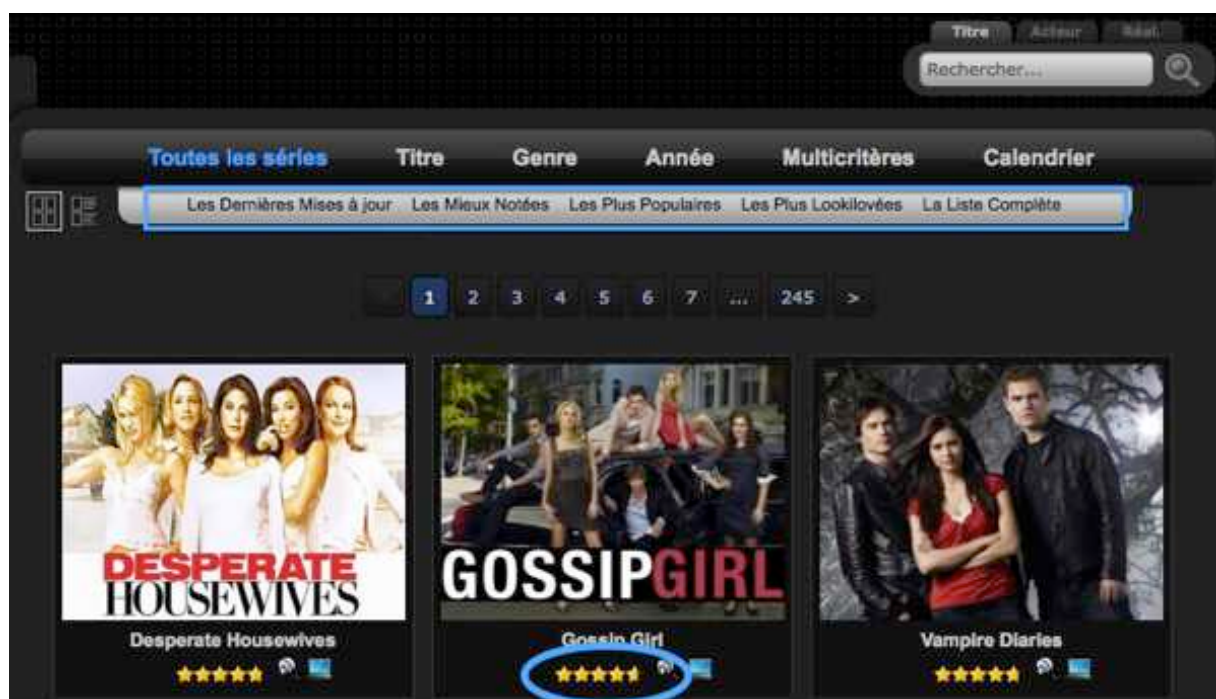 Titre Acteur Réal.
Rechercher...
Toutes les séries Titre Genre Année Multicritères Calendrier
Les Dernières Mises à jour Les Mieux Notées Les Plus Populaires Les Plus Lookilovées La Liste Complète
1 2 3 4 5 6 7 ... 245 >
DESPERATE
HOUSEWIVES
GOSSIPGIRL
Desperate Housewives Gossip Girl Vampire Diaries